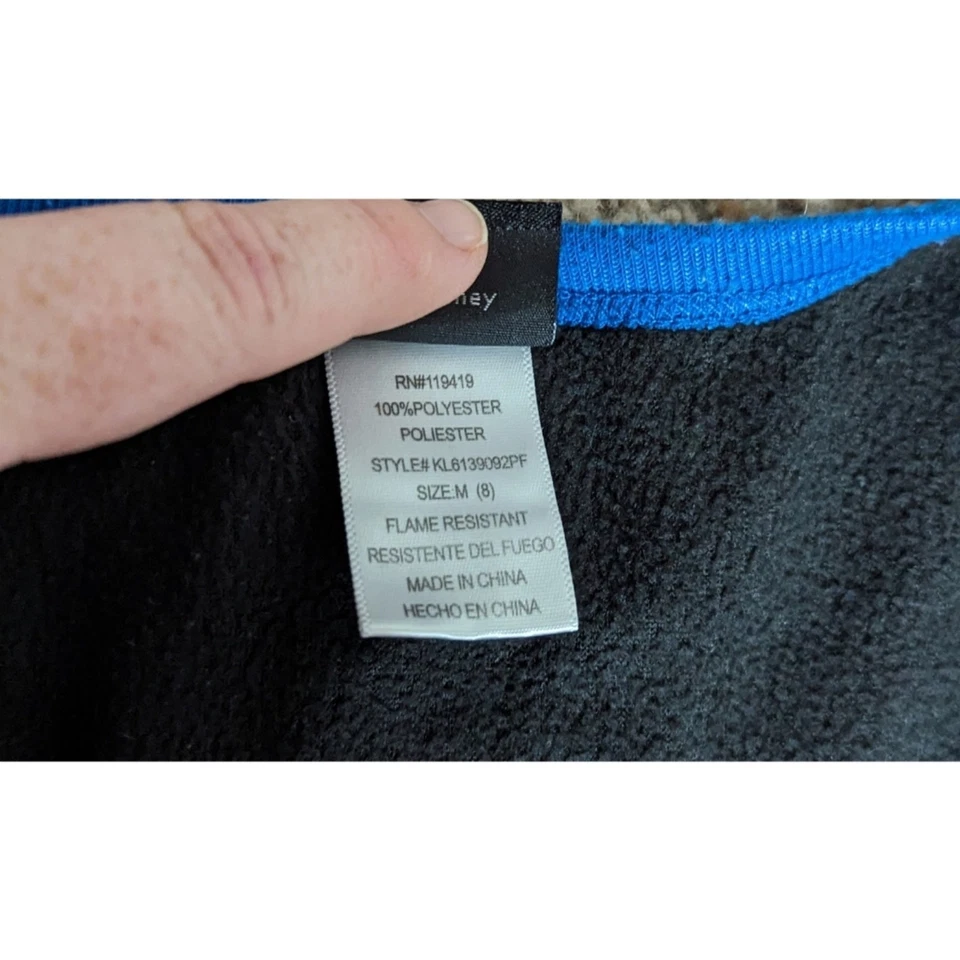 RN#119419
100%POLYESTER
POLIESTER
STYLE# KL6139092PF
SIZE:M (8)
FLAME RESISTANT
RESISTENTE DEL FUEGO
MADE IN CHINA
HECHO EN CHINA